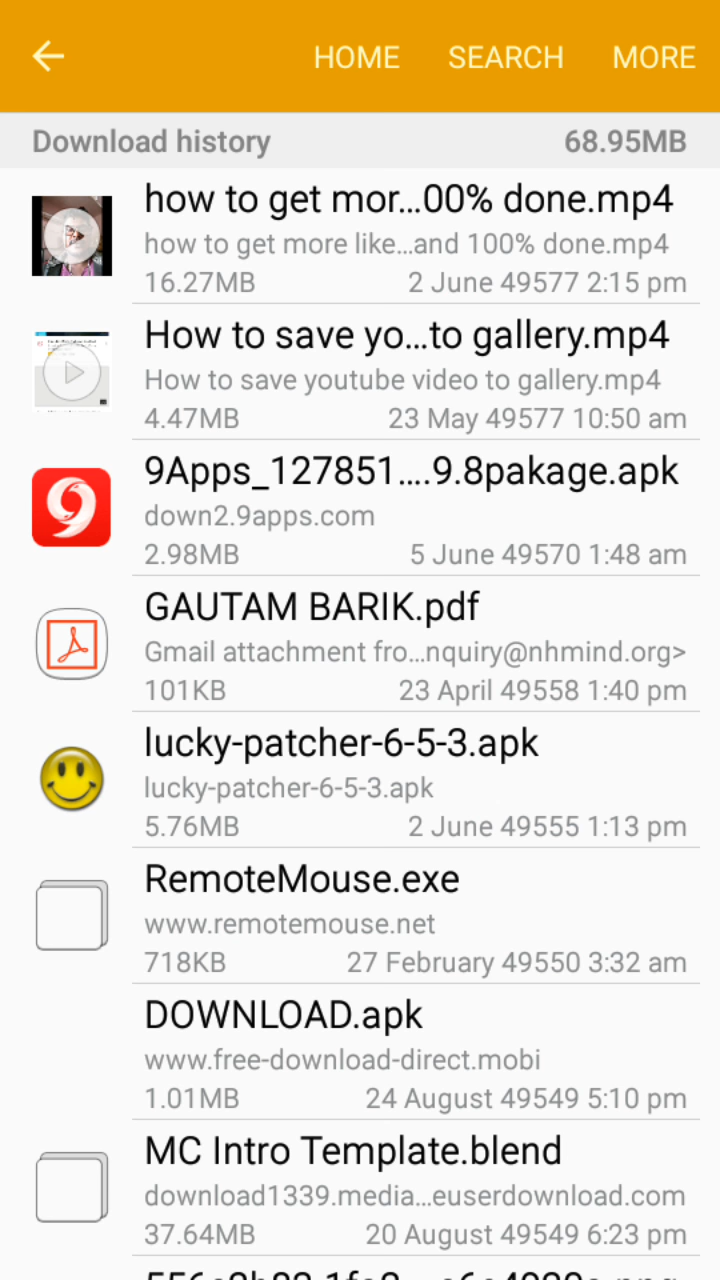 HOME SEARCH MORE
Download history 68.95MB
how to get mor...00% done.mp4
how to get more like...and 100% done.mp4
16.27MB 2 June 49577 2:15 pm
How to save yo...to gallery.mp4
How to save youtube video to gallery.mp4
4.47MB 23 May 49577 10:50 am
9Apps_127851....9.8pakage.apk
down2.9apps.com
2.98MB 5 June 49570 1:48 am
GAUTAM BARIK.pdf
Gmail attachment fro...nquiry@nhmind.org>
101KB 23 April 49558 1:40 pm
lucky-patcher-6-5-3.apk
lucky-patcher-6-5-3.apk
5.76MB 2 June 49555 1:13 pm
RemoteMouse.exe
www.remotemouse.net
718KB 27 February 49550 3:32 am
DOWNLOAD.apk
www.free-download-direct.mobi
1.01MB 24 August 49549 5:10 pm
MC Intro Template.blend
download1339.media...euserdownload.com
37.64MB 20 August 49549 6:23 pm